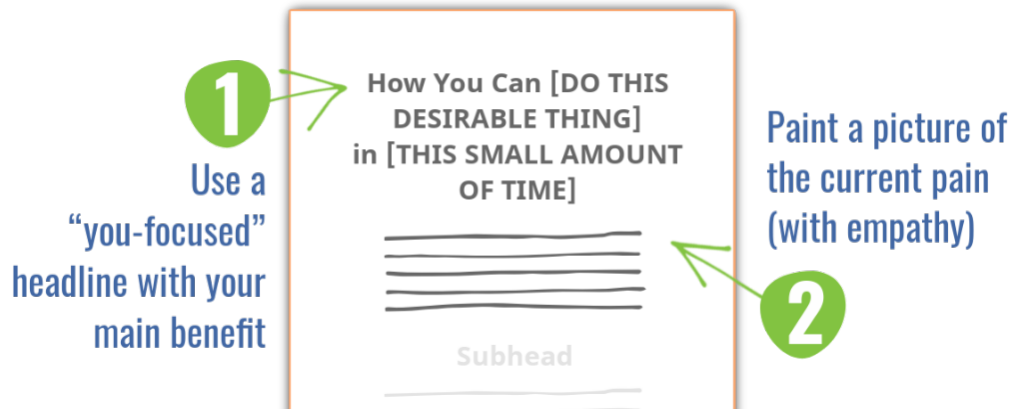 1
Use a
“you-focused”
headline with your
main benefit
How You Can [DO THIS
DESIRABLE THING]
in [THIS SMALL AMOUNT
OF TIME]
Paint a picture of
the current pain
(with empathy)
2
Subhead